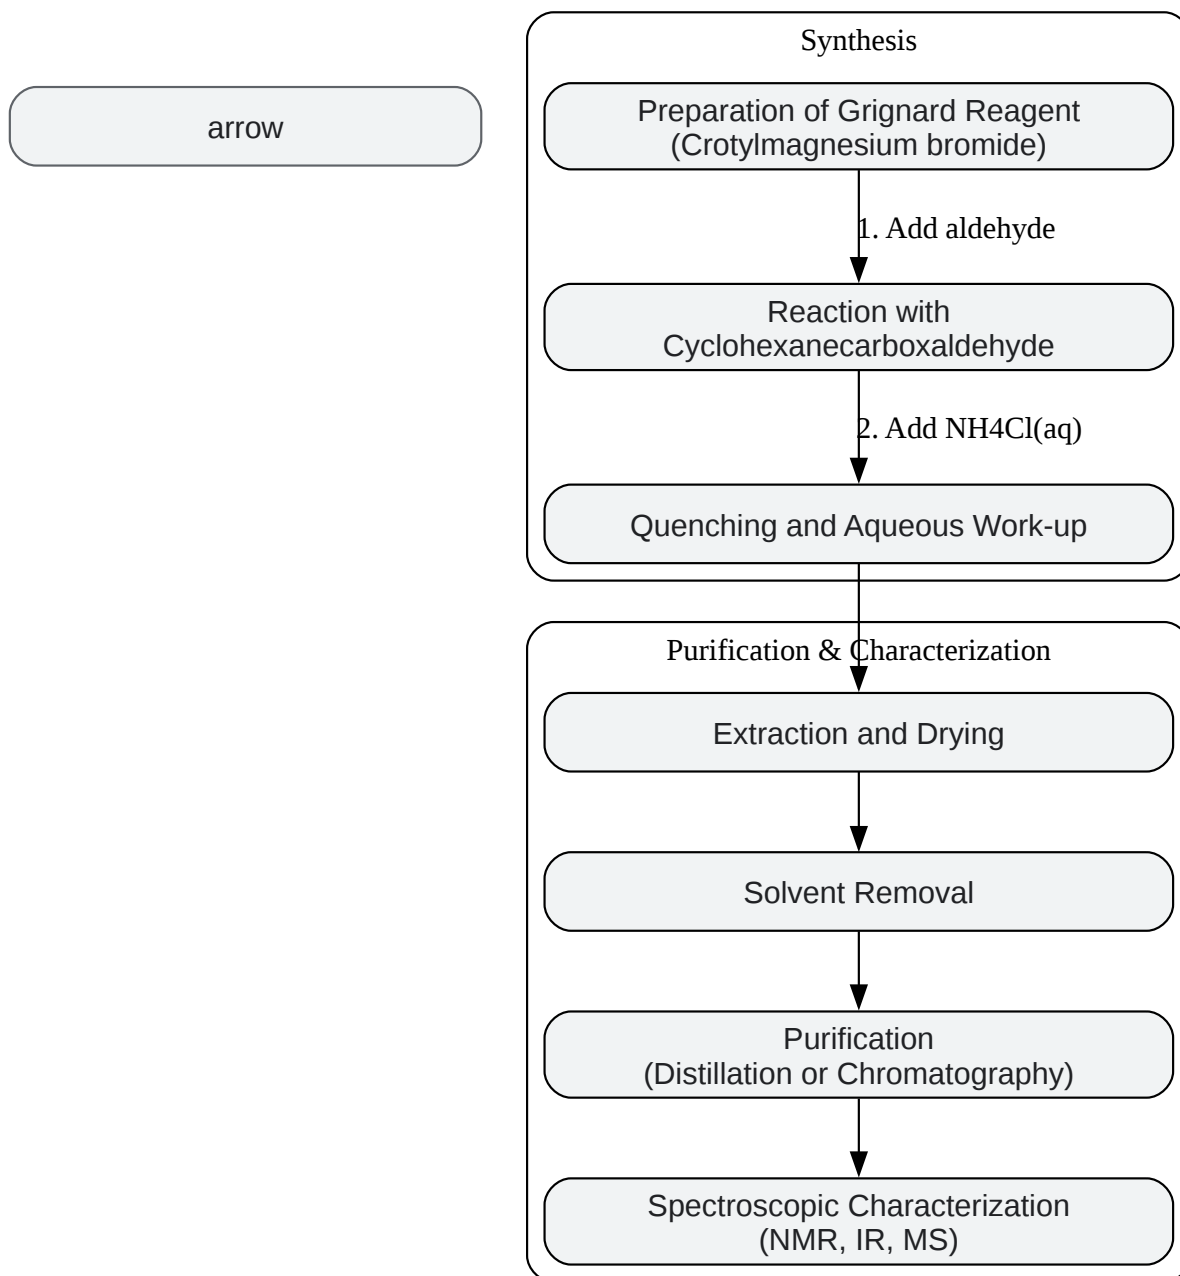 Synthesis
arrow
Preparation of Grignard Reagent
(Crotylmagnesium bromide)
1. Add aldehyde
Reaction with
Cyclohexanecarboxaldehyde
2. Add NH4Cl(aq)
Quenching and Aqueous Work-up
Purification & Characterization
Extraction and Drying
Solvent Removal
Purification
(Distillation or Chromatography)
Spectroscopic Characterization
(NMR, IR, MS)